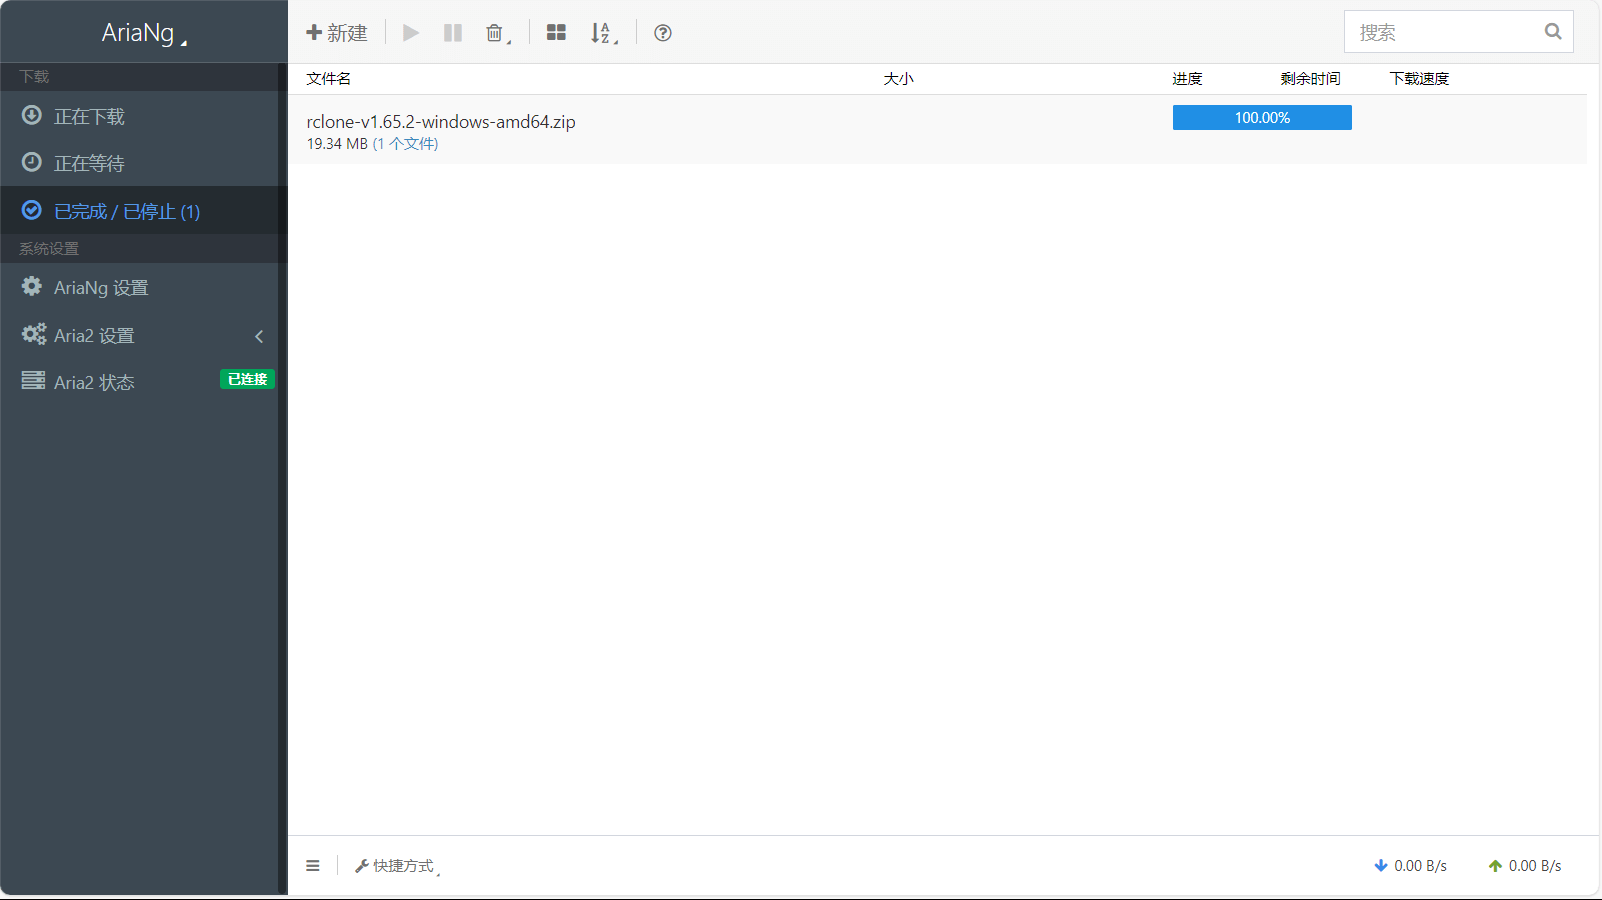 AriaNg
下载
正在下载
正在等待
已完成 / 已停止 (1)
系统设置
AriaNg 设置
Aria2 设置
Aria2 状态 已连接
新建
搜索
文件名 大小 进度 剩余时间 下载速度
rclone-v1.65.2-windows-amd64.zip 100.00%
19.34 MB (1 个文件)
快捷方式 0.00 B/s 0.00 B/s